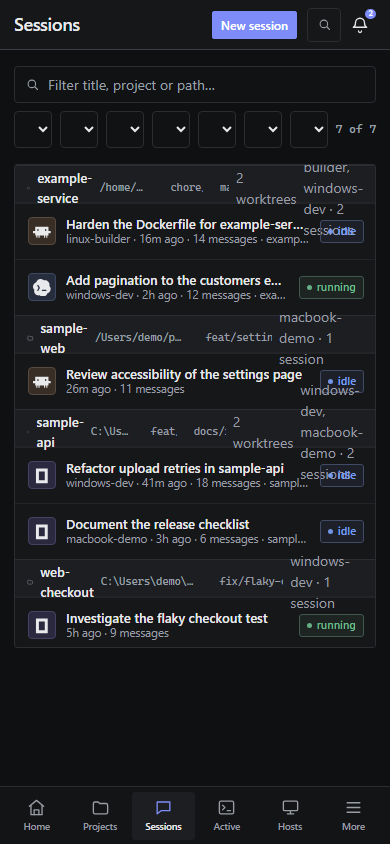 Sessions
New session
2
Filter title, project or path...
7 of 7
example-service /home/… chore, 2 worktrees builder, windows-dev · 2 sessions
Harden the Dockerfile for example-ser...
linux-builder · 16m ago · 14 messages · examp...
idle
Add pagination to the customers e...
windows-dev · 2h ago · 12 messages · exa...
running
sample-web /Users/demo/p… feat/settin macbook-demo · 1 session
Review accessibility of the settings page
26m ago · 11 messages
idle
sample-api C:\Us… feat, docs/ 2 worktrees windows-dev, macbook-demo · 2 sessions
Refactor upload retries in sample-api
windows-dev · 41m ago · 18 messages · sampl...
idle
Document the release checklist
macbook-demo · 3h ago · 6 messages · sampl...
idle
web-checkout C:\Users\demo\… fix/flaky- windows-dev · 1 session
Investigate the flaky checkout test
5h ago · 9 messages
running
Home
Projects
Sessions
Active
Hosts
More